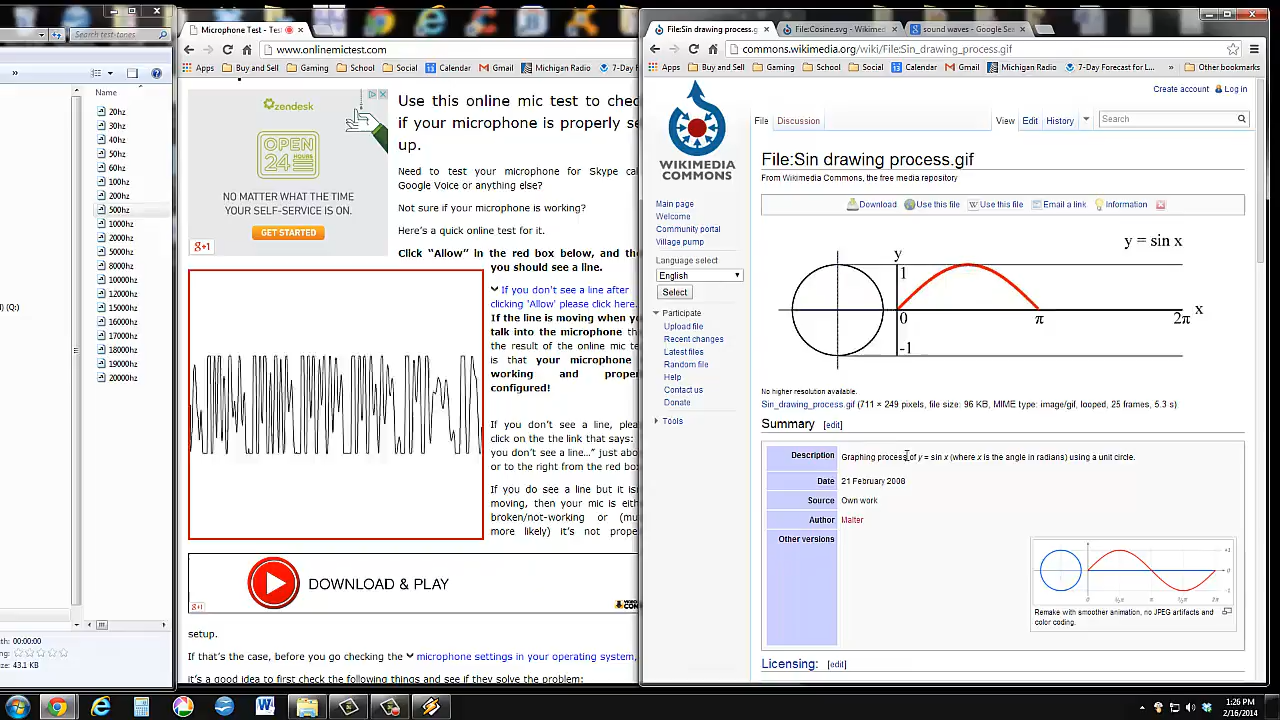 Search test-tones
Name
20hz
30hz
40hz
50hz
60hz
100hz
200hz
500hz
1000hz
2000hz
5000hz
8000hz
10000hz
12000hz
15000hz
16000hz
17000hz
18000hz
19000hz
20000hz
(Q:)
00:00:00
43.1 KB
Microphone Test - Test
www.onlinemictest.com
Apps Buy and Sell Gaming School Social Calendar Gmail Michigan Radio 7-Day F
zendesk
OPEN
24 HOURS
NO MATTER WHAT THE TIME
YOUR SELF-SERVICE IS ON.
GET STARTED
g+1
Use this online mic test to
if your microphone is properly
up.
Need to test your microphone for Skype
Google Voice or anything else?
Not sure if your microphone is working?
Here's a quick online test for it.
Click “Allow” in the red box below, and
you should see a line.
If you don't see a line after
clicking 'Allow' please click here.
If the line is moving when
talk into the microphone
the result of the online mic
is that your microphone
working and
configured!
If you don't see a line, please
click on the the link that says:
you don't see a line..." just
or to the right from the red
If you do see a line but it
moving, then your mic is
broken/not-working or
more likely) it's not
DOWNLOAD & PLAY
g+1
setup.
If that's the case, before you go checking the microphone settings in your operating system,
it's a good idea to first check the following things and see if they solve the problem:
File:Sin drawing process.g File:Cosine.svg - Wikimed sound waves - Google Sea
commons.wikimedia.org/wiki/File:Sin_drawing_process.gif
Apps Buy and Sell Gaming School Social Calendar Gmail Michigan Radio 7-Day Forecast for L... » Other bookmarks
Create account Log in
File Discussion View Edit History Search
WIKIMEDIA
COMMONS
File:Sin drawing process.gif
From Wikimedia Commons, the free media repository
Main page
Welcome
Community portal
Village pump
Language select
English
Select
Participate
Upload file
Recent changes
Latest files
Random file
Help
Contact us
Donate
Tools
Download Use this file Use this file Email a link Information
y = sin x
y
1
0 π 2π x
-1
No higher resolution available.
Sin_drawing_process.gif (711 × 249 pixels, file size: 96 KB, MIME type: image/gif, looped, 25 frames, 5.3 s)
Summary [edit]
Description Graphing process of y = sin x (where x is the angle in radians) using a unit circle.
Date 21 February 2008
Source Own work
Author Malter
Other versions
Remake with smoother animation, no JPEG artifacts and
color coding.
Licensing: [edit]
1:26 PM
2/16/2014